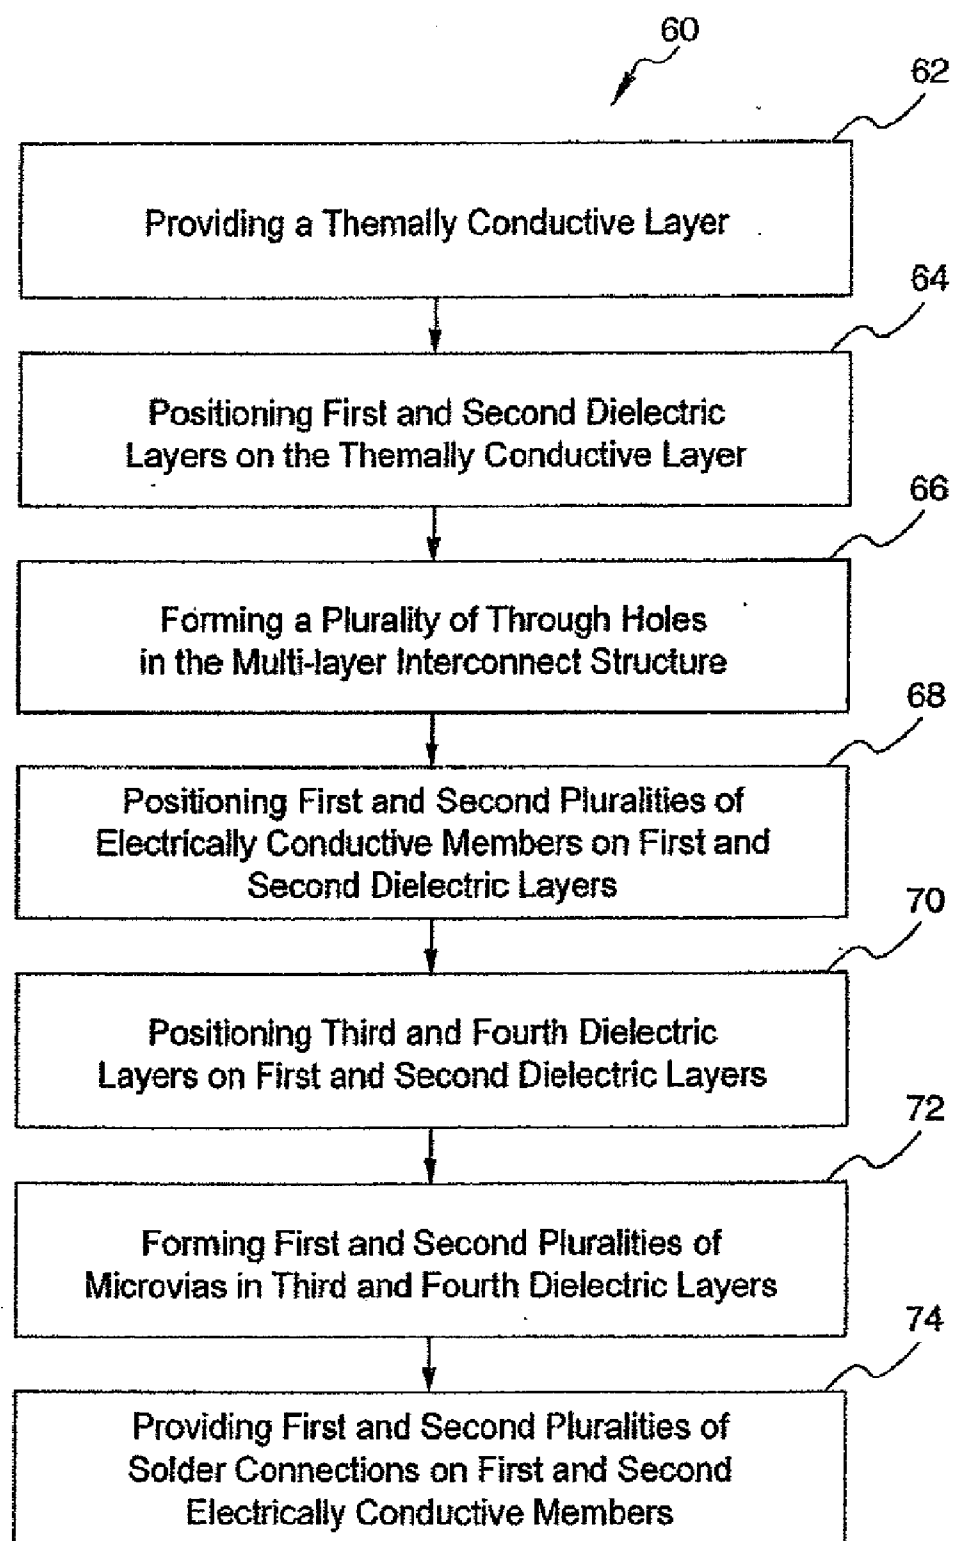 60
62
Providing a Themally Conductive Layer
64
Positioning First and Second Dielectric
Layers on the Themally Conductive Layer
66
Forming a Plurality of Through Holes
in the Multi-layer Interconnect Structure
68
Positioning First and Second Pluralities of
Electrically Conductive Members on First and
Second Dielectric Layers
70
Positioning Third and Fourth Dielectric
Layers on First and Second Dielectric Layers
72
Forming First and Second Pluralities of
Microvias in Third and Fourth Dielectric Layers
74
Providing First and Second Pluralities of
Solder Connections on First and Second
Electrically Conductive Members